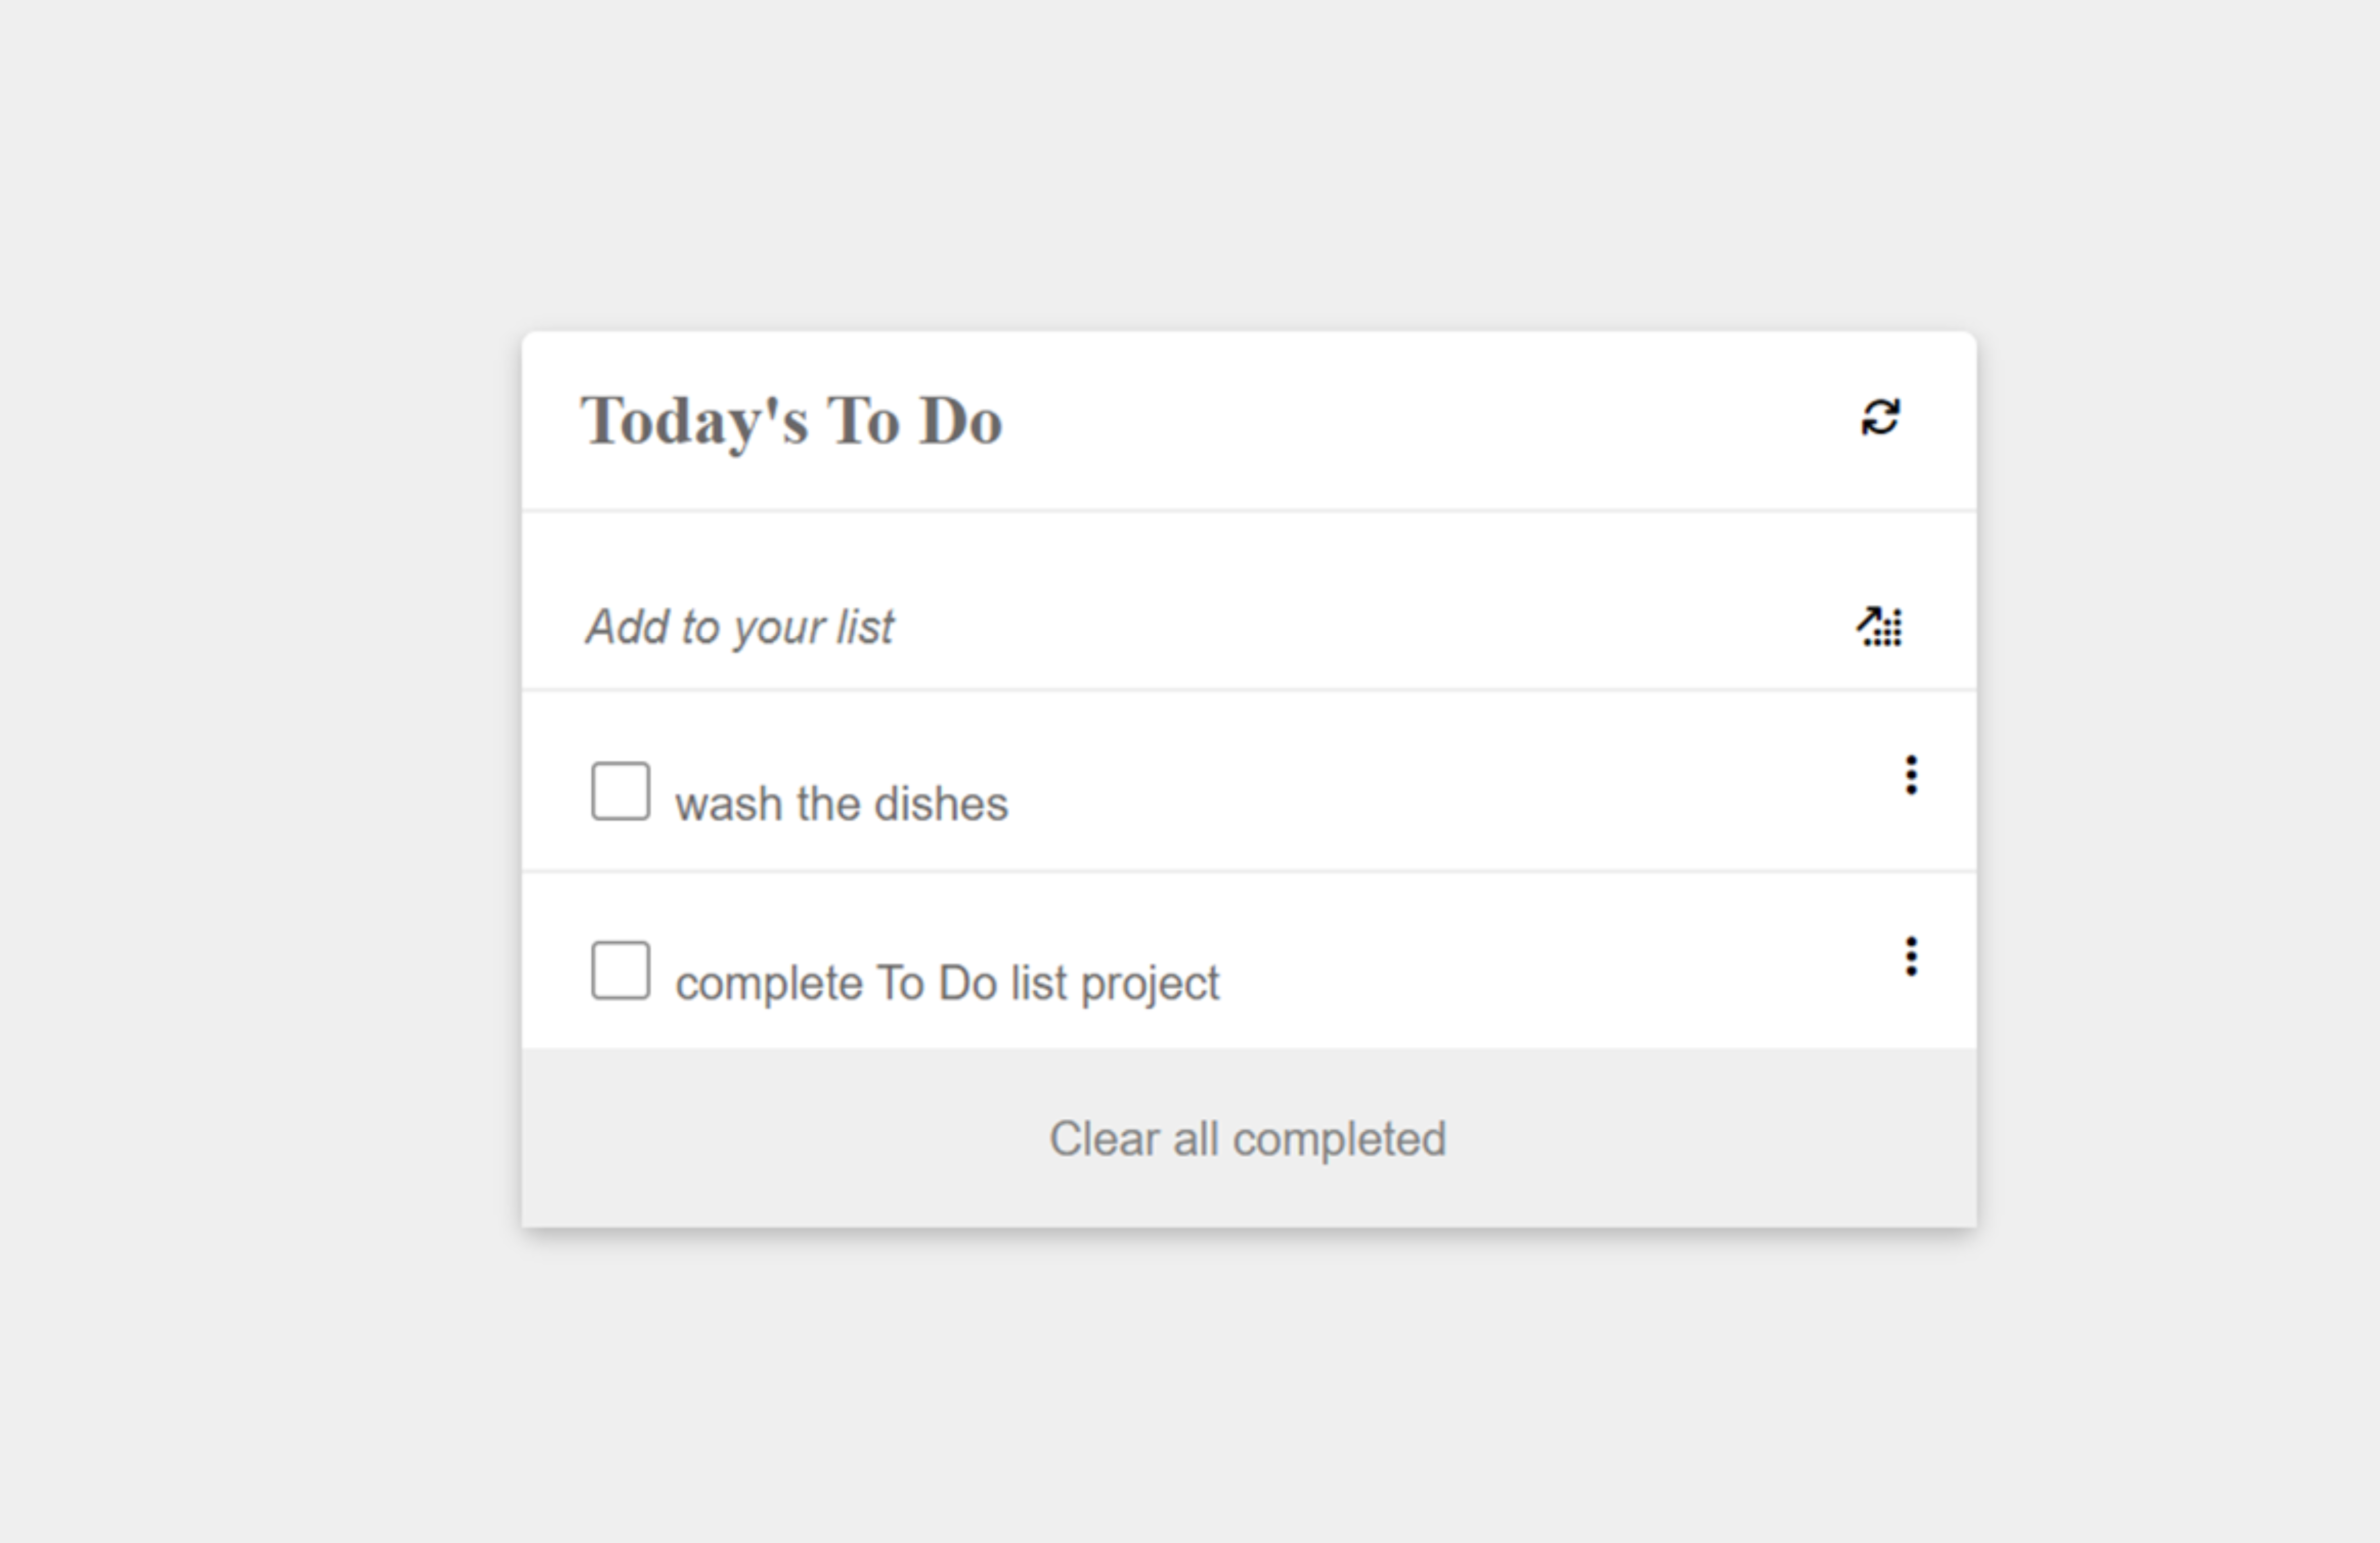 Today's To Do
Add to your list
wash the dishes
complete To Do list project
Clear all completed